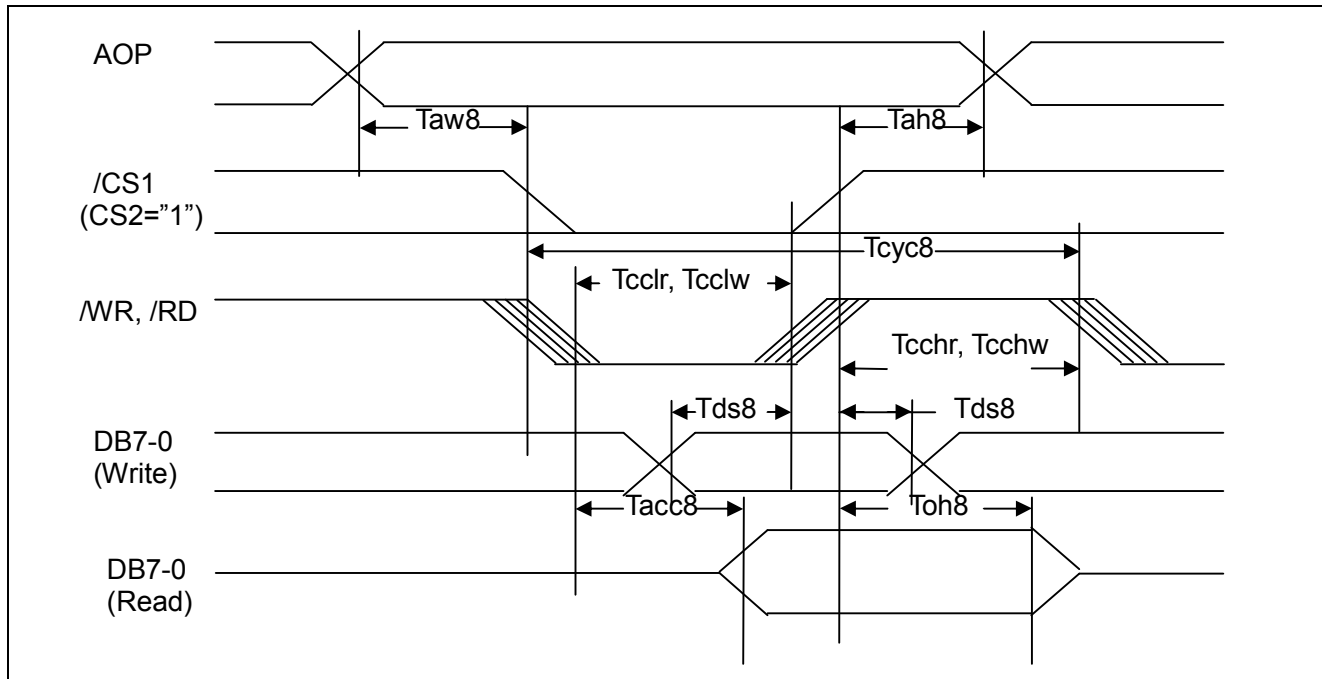 AOP
Taw8
Tah8
/CS1
(CS2=”1”)
Tcyc8
Tcclr, Tcclw
/WR, /RD
Tcchr, Tcchw
Tds8
Tds8
DB7-0
(Write)
Tacc8
Toh8
DB7-0
(Read)